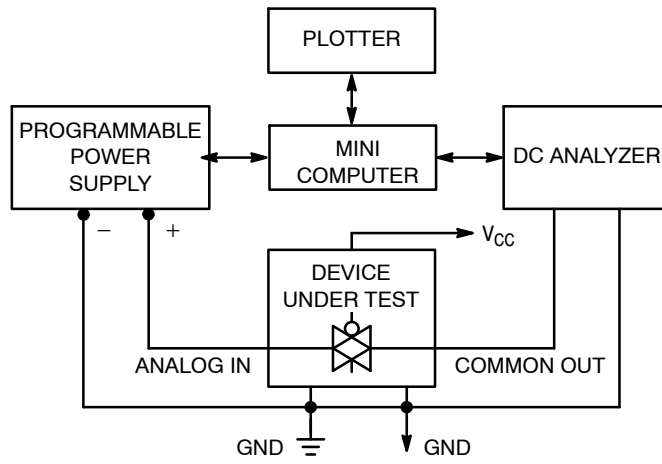 PLOTTER
PROGRAMMABLE
POWER
SUPPLY
MINI
COMPUTER
DC ANALYZER
− +
VCC
DEVICE
UNDER TEST
ANALOG IN
COMMON OUT
GND
GND